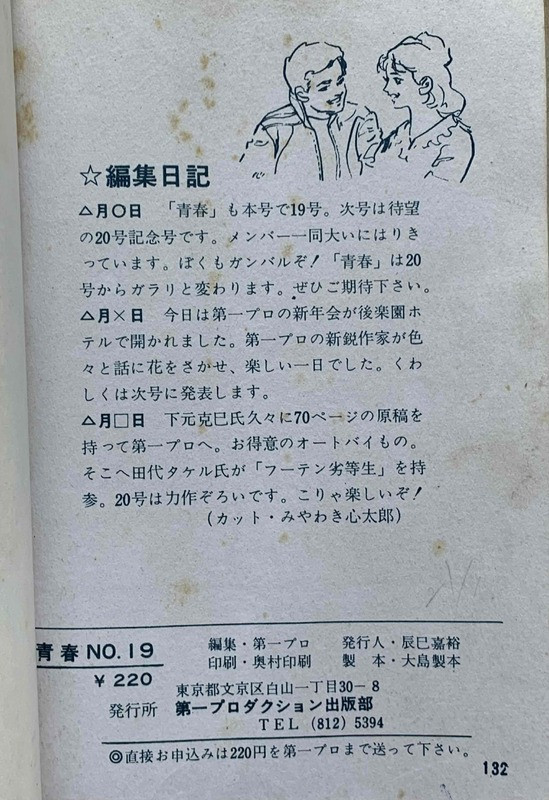 ☆編集日記
△月〇日　「青春」も本号で19号。次号は待望
の20号記念号です。メンバー一同大いにはりき
っています。ぼくもガンバルぞ！「青春」は20
号からガラリと変わります。ぜひご期待下さい。
△月×日　今日は第一プロの新年会が後楽園ホ
テルで開かれました。第一プロの新鋭作家が色
々と話に花をさかせ、楽しい一日でした。くわ
しくは次号に発表します。
△月□日　下元克巳氏久々に70ページの原稿を
持って第一プロへ。お得意のオートバイもの。
そこへ田代タケル氏が「フーテン劣等生」を持
参。20号は力作ぞろいです。こりゃ楽しいぞ！
（カット・みやわき心太郎）
青春NO.19
￥220
編集・第一プロ　発行人・辰巳嘉裕
印刷・奥村印刷　製　本・大島製本
東京都文京区白山一丁目30－8
発行所　第一プロダクション出版部
TEL (812) 5394
◎直接お申込みは220円を第一プロまで送って下さい。
132